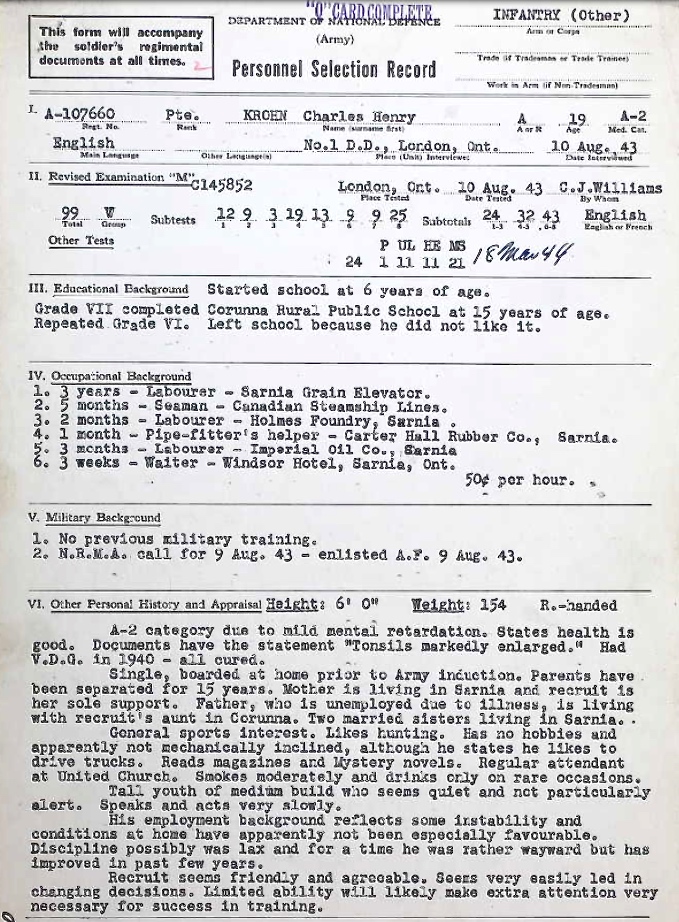 "O" CARD COMPLETE
This form will accompany
the soldier's regimental
documents at all times.
2
DEPARTMENT OF NATIONAL DEFENCE
(Army)
Personnel Selection Record
INFANTRY (Other)
Arm or Corps
Trade (if Tradesman or Trade Trainee)
Work in Arm (if Non-Tradesman)
I. A-107660 Pte. KROHN Charles Henry A 19 A-2
Regt. No. Rank Name (surname first) A or R Age Med. Cat.
English No.1 D.D., London, Ont. 10 Aug. 43
Main Language Other Language(s) Place (Unit) Interviewed Date Interviewed
II. Revised Examination "M" C145852 London, Ont. 10 Aug. 43 C.J.Williams
Place Tested Date Tested By Whom
99 V Subtests 12 9 3 19 13 9 9 25 Subtotals 24 32 43 English
Total Group 1 2 3 4 5 6 7 8 1-3 4-5 6-8 English or French
Other Tests P UL HE MS
24 1 11 11 21 18 Mar 44
III. Educational Background Started school at 6 years of age.
Grade VII completed Corunna Rural Public School at 15 years of age.
Repeated Grade VI. Left school because he did not like it.
IV. Occupational Background
1. 3 years - Labourer - Sarnia Grain Elevator.
2. 5 months - Seaman - Canadian Steamship Lines.
3. 2 months - Labourer - Holmes Foundry, Sarnia .
4. 1 month - Pipe-fitter's helper - Carter Hall Rubber Co., Sarnia.
5. 3 months - Labourer - Imperial Oil Co., Sarnia
6. 3 weeks - Waiter - Windsor Hotel, Sarnia, Ont.
50¢ per hour.
V. Military Background
1. No previous military training.
2. N.R.M.A. call for 9 Aug. 43 - enlisted A.F. 9 Aug. 43.
VI. Other Personal History and Appraisal Height: 6' 0" Weight: 154 R.-handed
A-2 category due to mild mental retardation. States health is
good. Documents have the statement "Tonsils markedly enlarged." Had
V.D.G. in 1940 - all cured.
Single, boarded at home prior to Army induction. Parents have
been separated for 15 years. Mother is living in Sarnia and recruit is
her sole support. Father, who is unemployed due to illness, is living
with recruit's aunt in Corunna. Two married sisters living in Sarnia.
General sports interest. Likes hunting. Has no hobbies and
apparently not mechanically inclined, although he states he likes to
drive trucks. Reads magazines and Mystery novels. Regular attendant
at United Church. Smokes moderately and drinks only on rare occasions.
Tall youth of medium build who seems quiet and not particularly
alert. Speaks and acts very slowly.
His employment background reflects some instability and
conditions at home have apparently not been especially favourable.
Discipline possibly was lax and for a time he was rather wayward but has
improved in past few years.
Recruit seems friendly and agreeable. Seems very easily led in
changing decisions. Limited ability will likely make extra attention very
necessary for success in training.